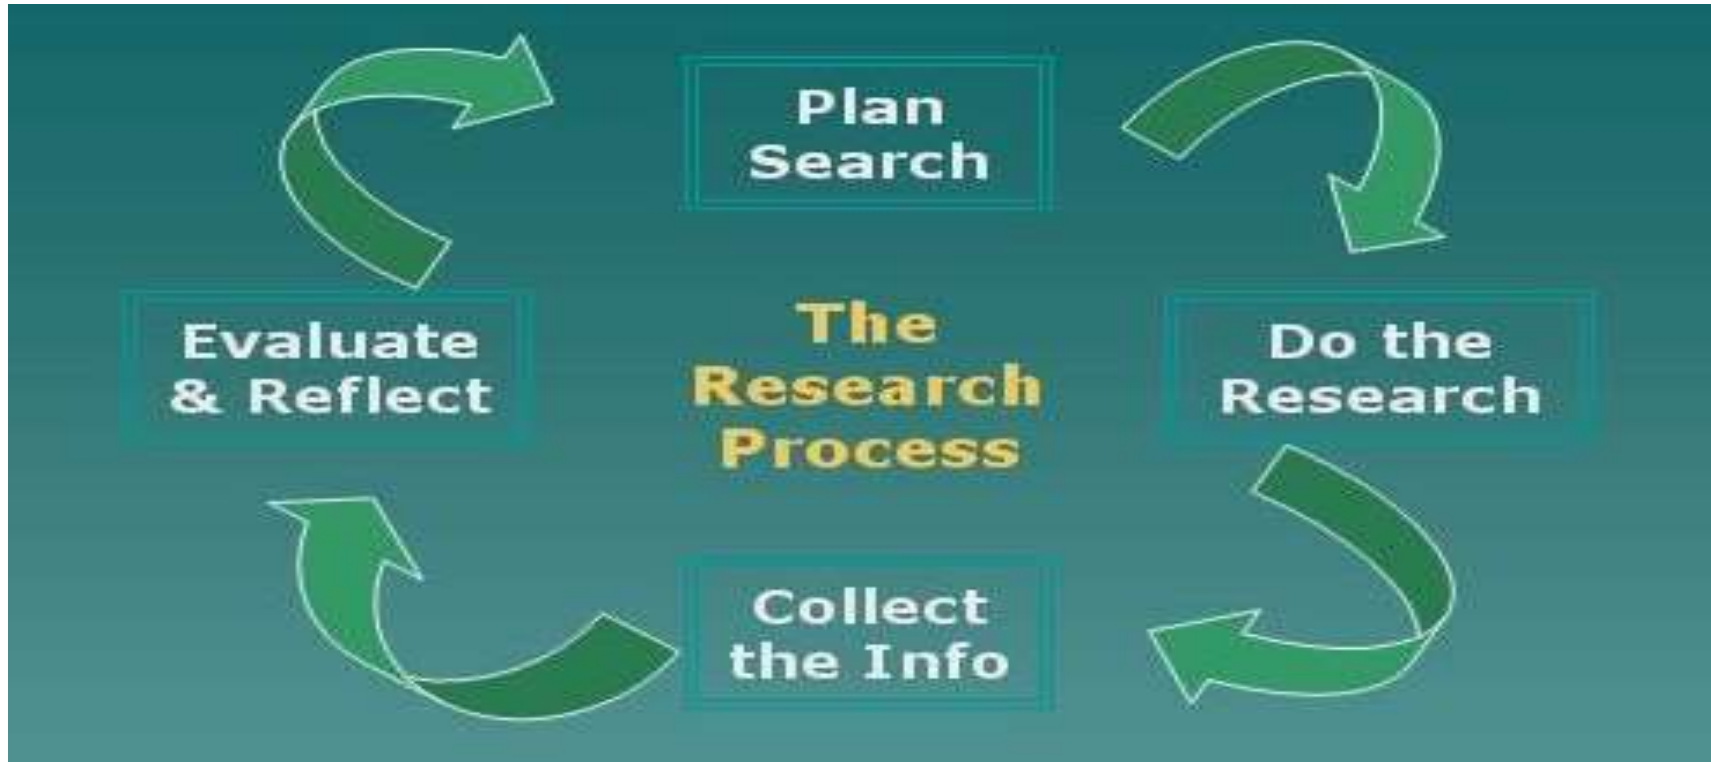 Plan
Search
Do the
Research
Collect
the Info
Evaluate
& Reflect
The
Research
Process